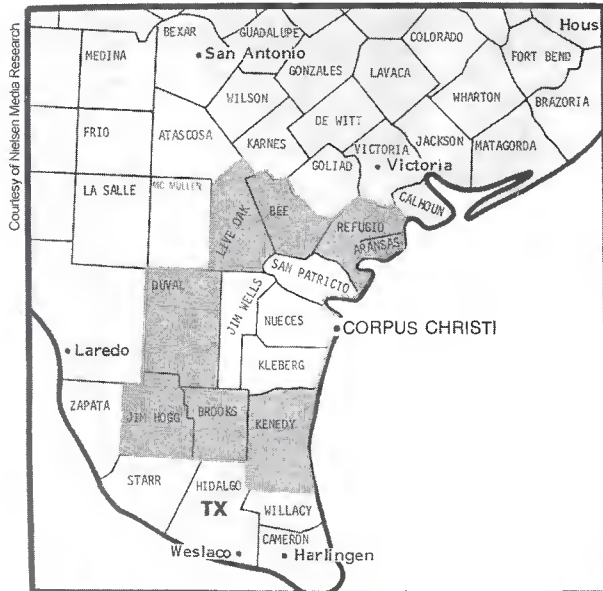 Courtesy of Nielsen Media Research
BEXAR
GUADALUPE
COLORADO
Hous
MEDINA
San Antonio
FORT BEND
GONZALES
LAVACA
WILSON
WHARTON
BRAZORIA
DE WITT
FRIO
ATASCOSA
KARNES
VICTORIA
JACKSON
MATAGORDA
GOLIAD
Victoria
LA SALLE
MC MULLEN
CALHOUN
LIVE OAK
BEE
REFUGIO
ARANSAS
SAN PATRICIO
DUVAL
JIM WELLS
NUECES
CORPUS CHRISTI
Laredo
KLEBERG
ZAPATA
JIM HOGG
BROOKS
KENEDY
STARR
HIDALGO
TX
WILLACY
CAMERON
Weslaco
Harlingen